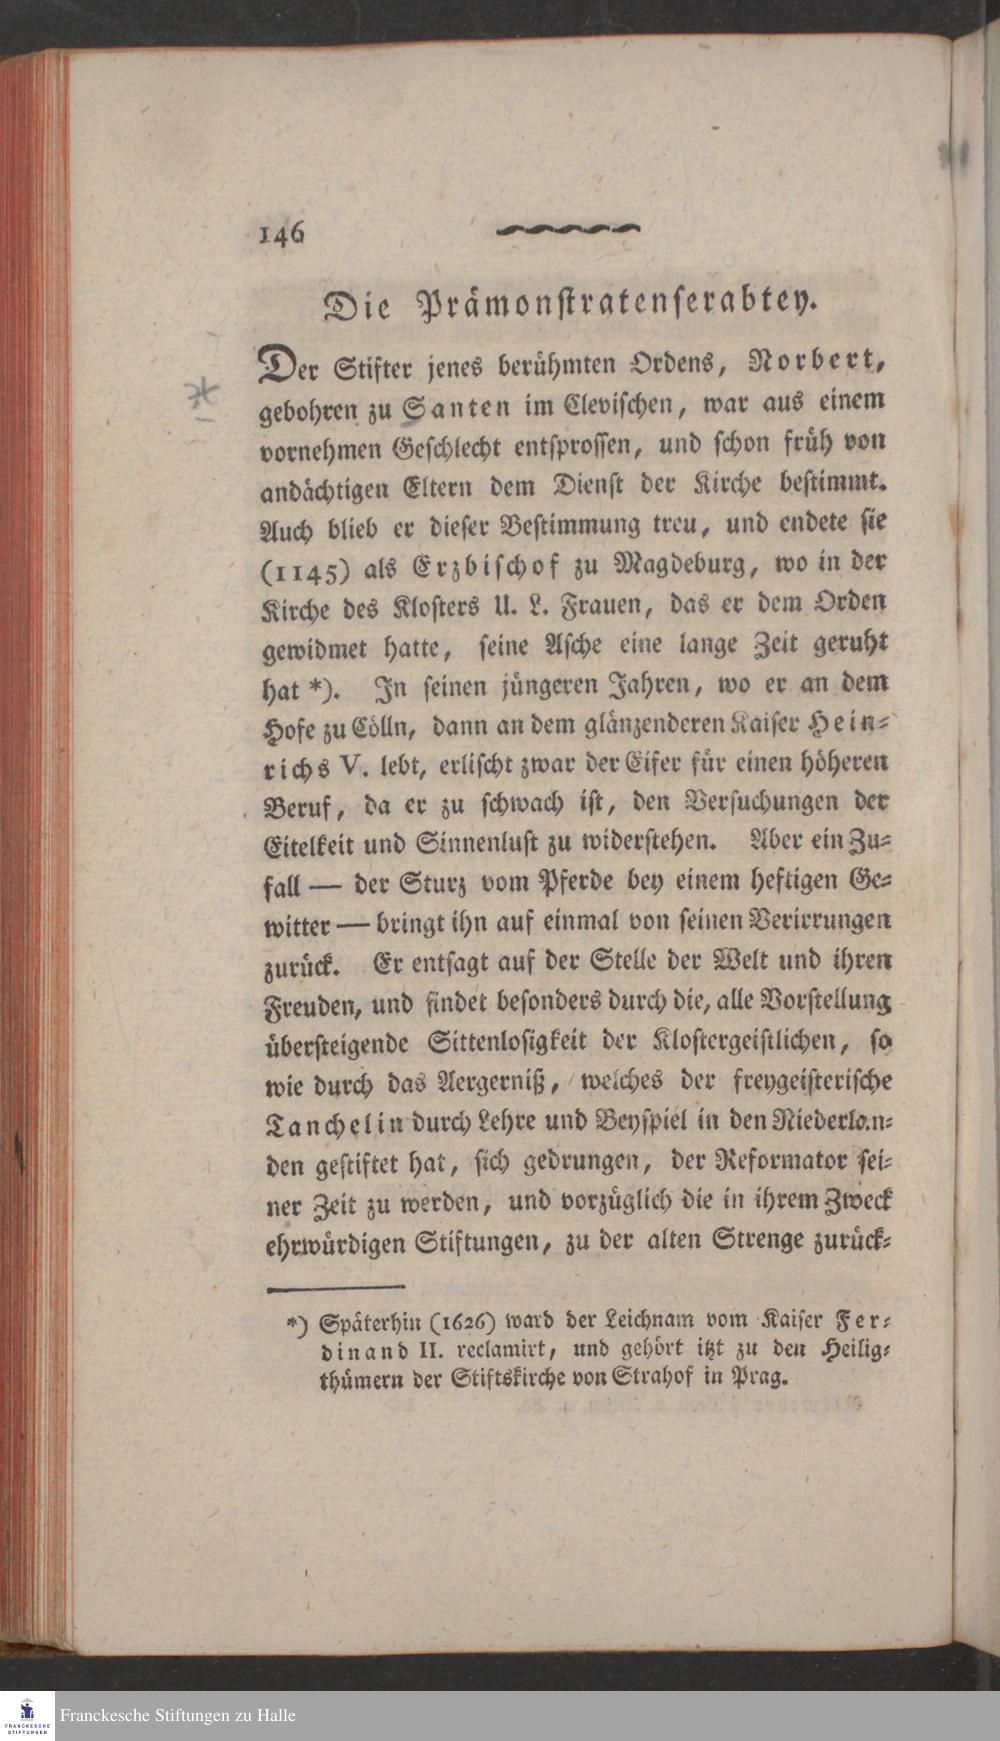 146
Die Prämonstratenserabtey.
Der Stifter jenes berühmten Ordens, Norbert,
gebohren zu Santen im Clevischen, war aus einem
vornehmen Geschlecht entsprossen, und schon früh von
andächtigen Eltern dem Dienst der Kirche bestimmt.
Auch blieb er dieser Bestimmung treu, und endete sie
(1145) als Erzbischof zu Magdeburg, wo in der
Kirche des Klosters U. L. Frauen, das er dem Orden
gewidmet hatte, seine Asche eine lange Zeit geruht
hat *). In seinen jüngeren Jahren, wo er an dem
Hofe zu Cölln, dann an dem glänzenderen Kaiser Hein-
richs V. lebt, erlischt zwar der Eifer für einen höheren
Beruf, da er zu schwach ist, den Versuchungen der
Eitelkeit und Sinnenlust zu widerstehen. Aber ein Zu-
fall — der Sturz vom Pferde bey einem heftigen Ge-
witter — bringt ihn auf einmal von seinen Verirrungen
zurück. Er entsagt auf der Stelle der Welt und ihren
Freuden, und findet besonders durch die, alle Vorstellung
übersteigende Sittenlosigkeit der Klostergeistlichen, so
wie durch das Aergerniß, welches der freygeisterische
Tanchelin durch Lehre und Beyspiel in den Niederlan-
den gestiftet hat, sich gedrungen, der Reformator sei-
ner Zeit zu werden, und vorzüglich die in ihrem Zweck
ehrwürdigen Stiftungen, zu der alten Strenge zurück-
*) Späterhin (1626) ward der Leichnam vom Kaiser Fer-
dinand II. reclamirt, und gehört itzt zu den Heilig-
thümern der Stiftskirche von Strahof in Prag.
FRANCKESCHE
STIFTUNGEN
Franckesche Stiftungen zu Halle